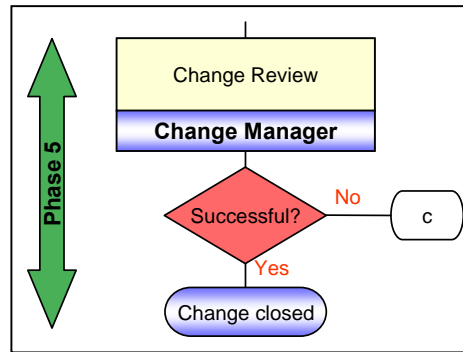 Change Review
Change Manager
Phase 5
Successful?
No
c
Yes
Change closed